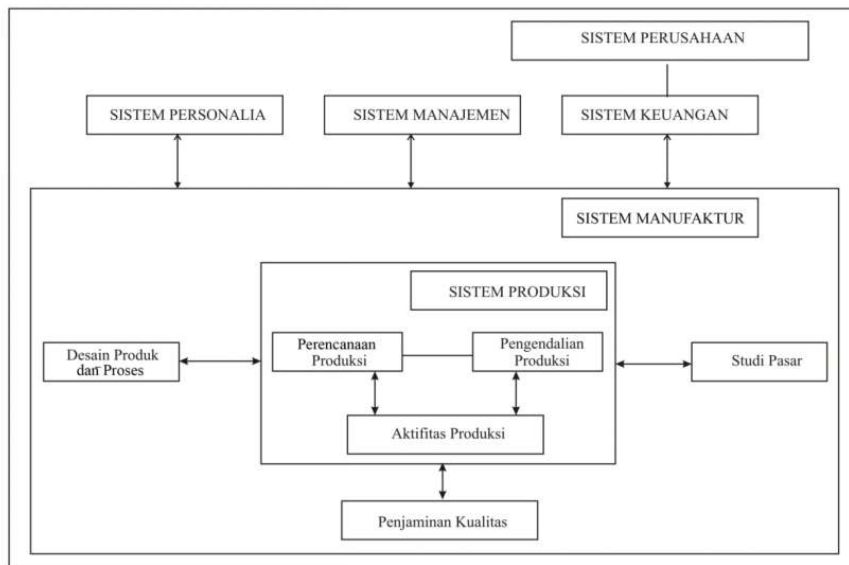 SISTEM PERUSAHAAN
SISTEM PERSONALIA
SISTEM MANAJEMEN
SISTEM KEUANGAN
SISTEM MANUFAKTUR
SISTEM PRODUKSI
Desain Produk
dan Proses
Perencanaan
Produksi
Pengendalian
Produksi
Studi Pasar
Aktifitas Produksi
Penjaminan Kualitas